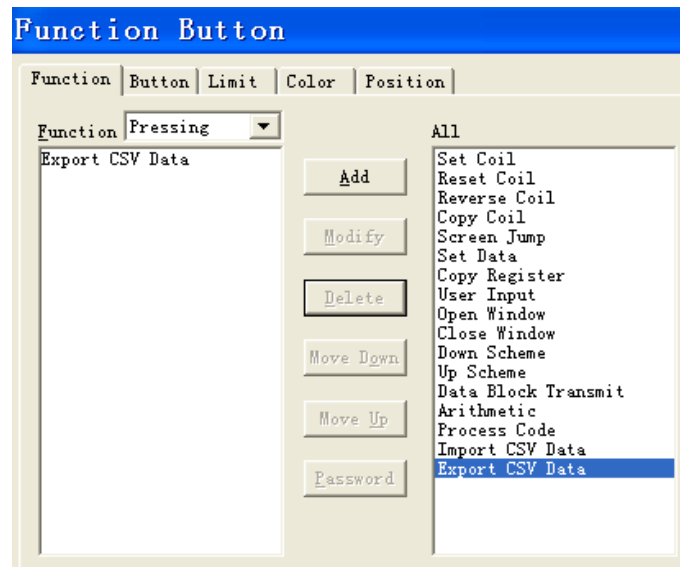 Function Button
Function Button Limit Color Position
Function Pressing
All
Export CSV Data
Add
Modify
Delete
Move Down
Move Up
Password
Set Coil
Reset Coil
Reverse Coil
Copy Coil
Screen Jump
Set Data
Copy Register
User Input
Open Window
Close Window
Down Scheme
Up Scheme
Data Block Transmit
Arithmetic
Process Code
Import CSV Data
Export CSV Data